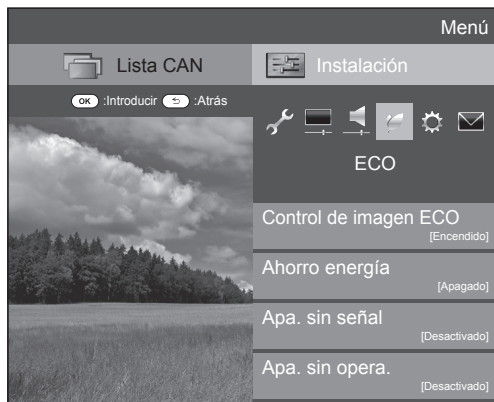 Menú
Lista CAN
Instalación
OK :Introducir :Atrás
ECO
Control de imagen ECO
[Encendido]
Ahorro energía
[Apagado]
Apa. sin señal
[Desactivado]
Apa. sin opera.
[Desactivado]